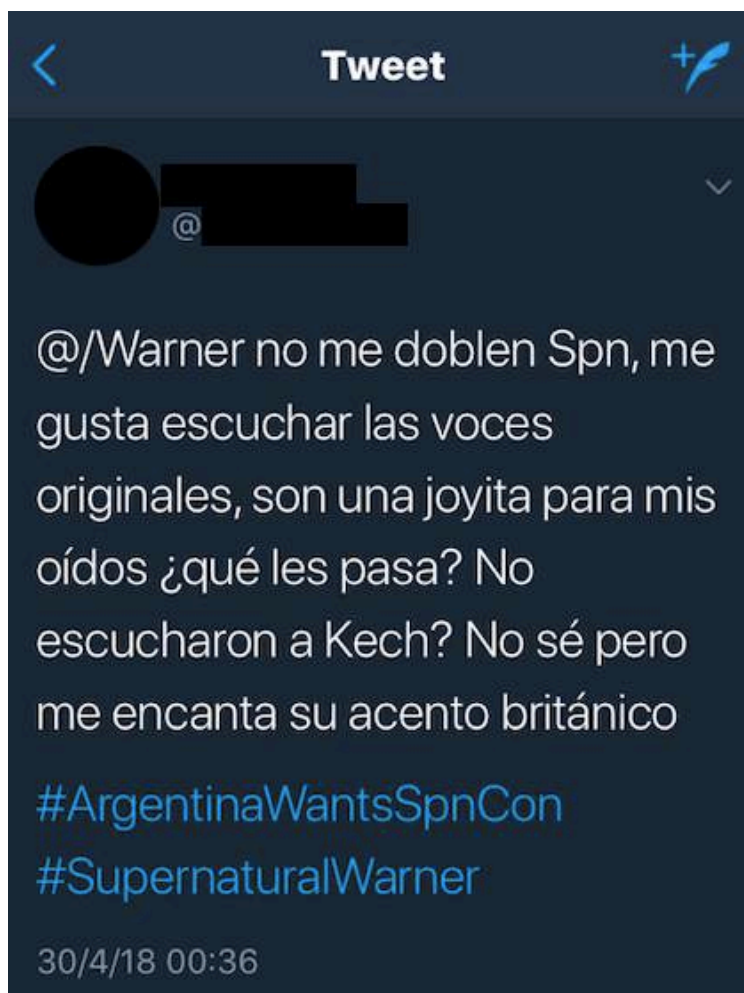 Tweet
@
@/Warner no me doblen Spn, me
gusta escuchar las voces
originales, son una joyita para mis
oídos ¿qué les pasa? No
escucharon a Kech? No sé pero
me encanta su acento británico
#ArgentinaWantsSpnCon
#SupernaturalWarner
30/4/18 00:36